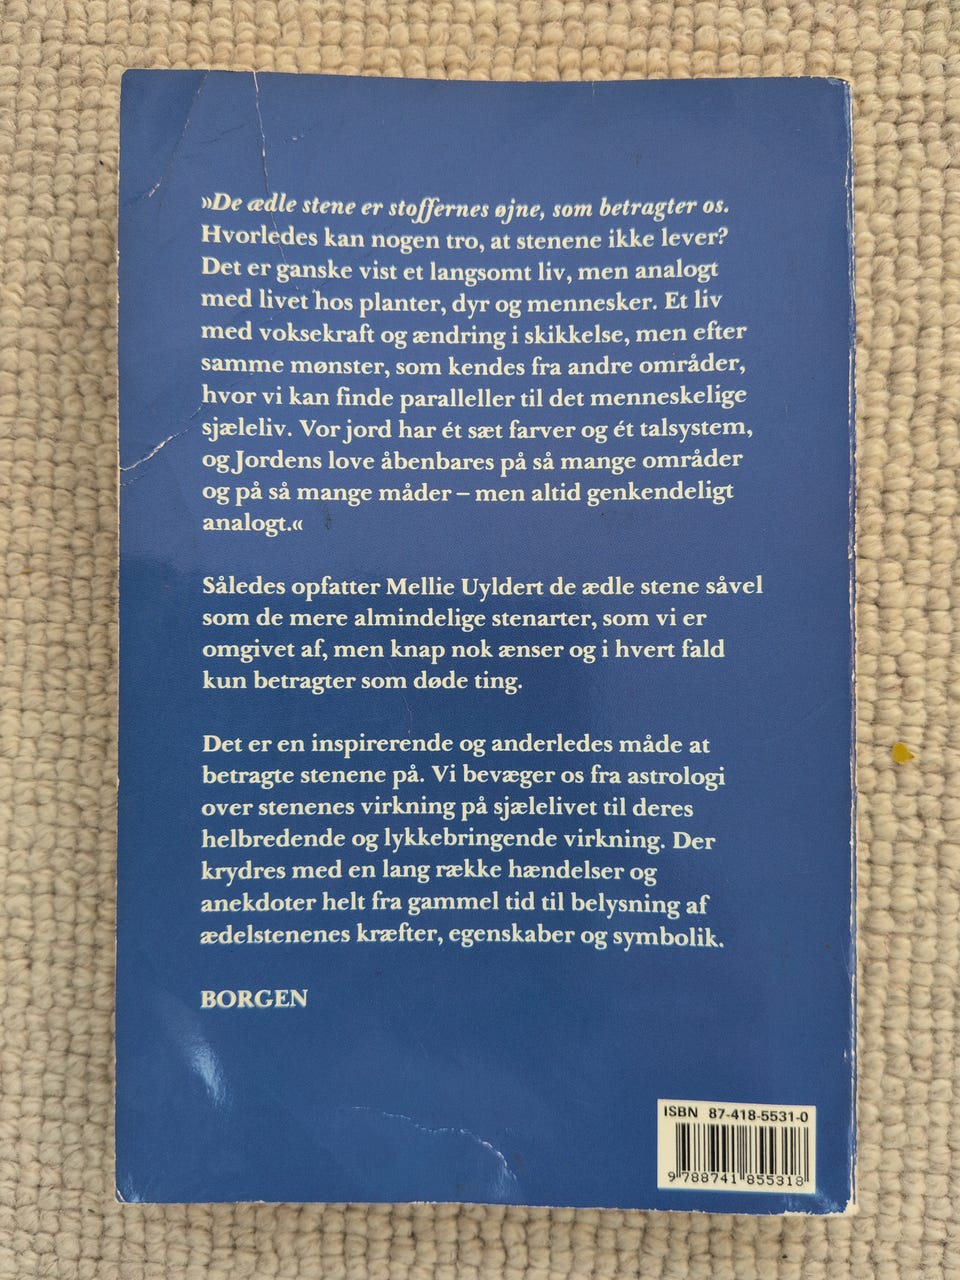 »De ædle stene er stoffernes øjne, som betragter os.
Hvorledes kan nogen tro, at stenene ikke lever?
Det er ganske vist et langsomt liv, men analogt
med livet hos planter, dyr og mennesker. Et liv
med voksekraft og ændring i skikkelse, men efter
samme mønster, som kendes fra andre områder,
hvor vi kan finde paralleller til det menneskelige
sjæleliv. Vor jord har ét sæt farver og ét talsystem,
og Jordens love åbenbares på så mange områder
og på så mange måder – men altid genkendeligt
analogt.«
Således opfatter Mellie Uyldert de ædle stene såvel
som de mere almindelige stenarter, som vi er
omgivet af, men knap nok ænser og i hvert fald
kun betragter som døde ting.
Det er en inspirerende og anderledes måde at
betragte stenene på. Vi bevæger os fra astrologi
over stenenes virkning på sjælelivet til deres
helbredende og lykkebringende virkning. Der
krydres med en lang række hændelser og
anekdoter helt fra gammel tid til belysning af
ædelstenenes kræfter, egenskaber og symbolik.
BORGEN
ISBN 87-418-5531-0
9 788741 855318